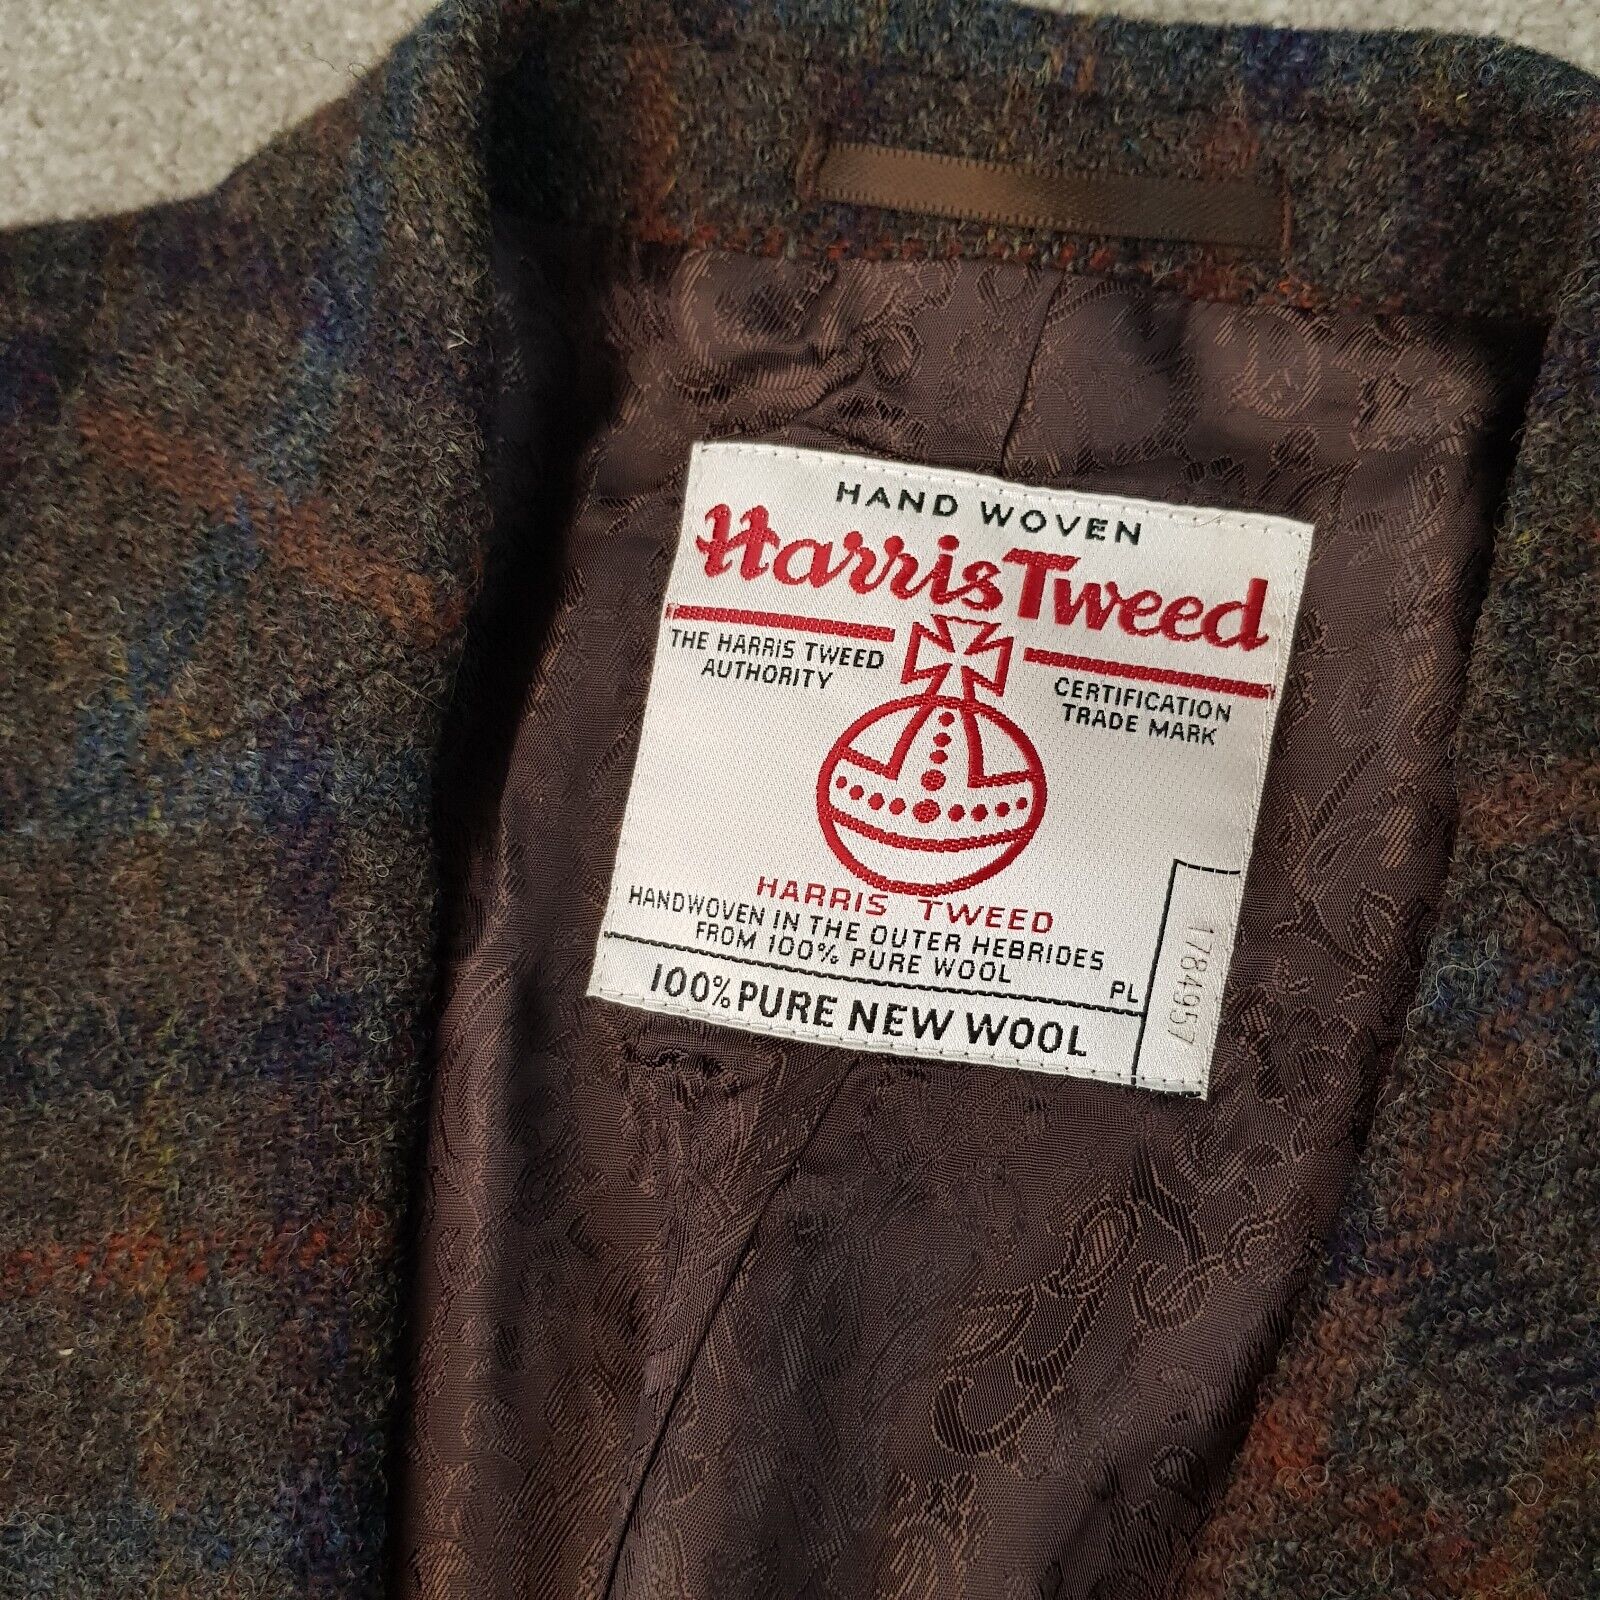 HAND WOVEN
Harris Tweed
THE HARRIS TWEED
AUTHORITY
CERTIFICATION
TRADE MARK
HARRIS TWEED
HANDWOVEN IN THE OUTER HEBRIDES
FROM 100% PURE WOOL
PL
100% PURE NEW WOOL
1784957